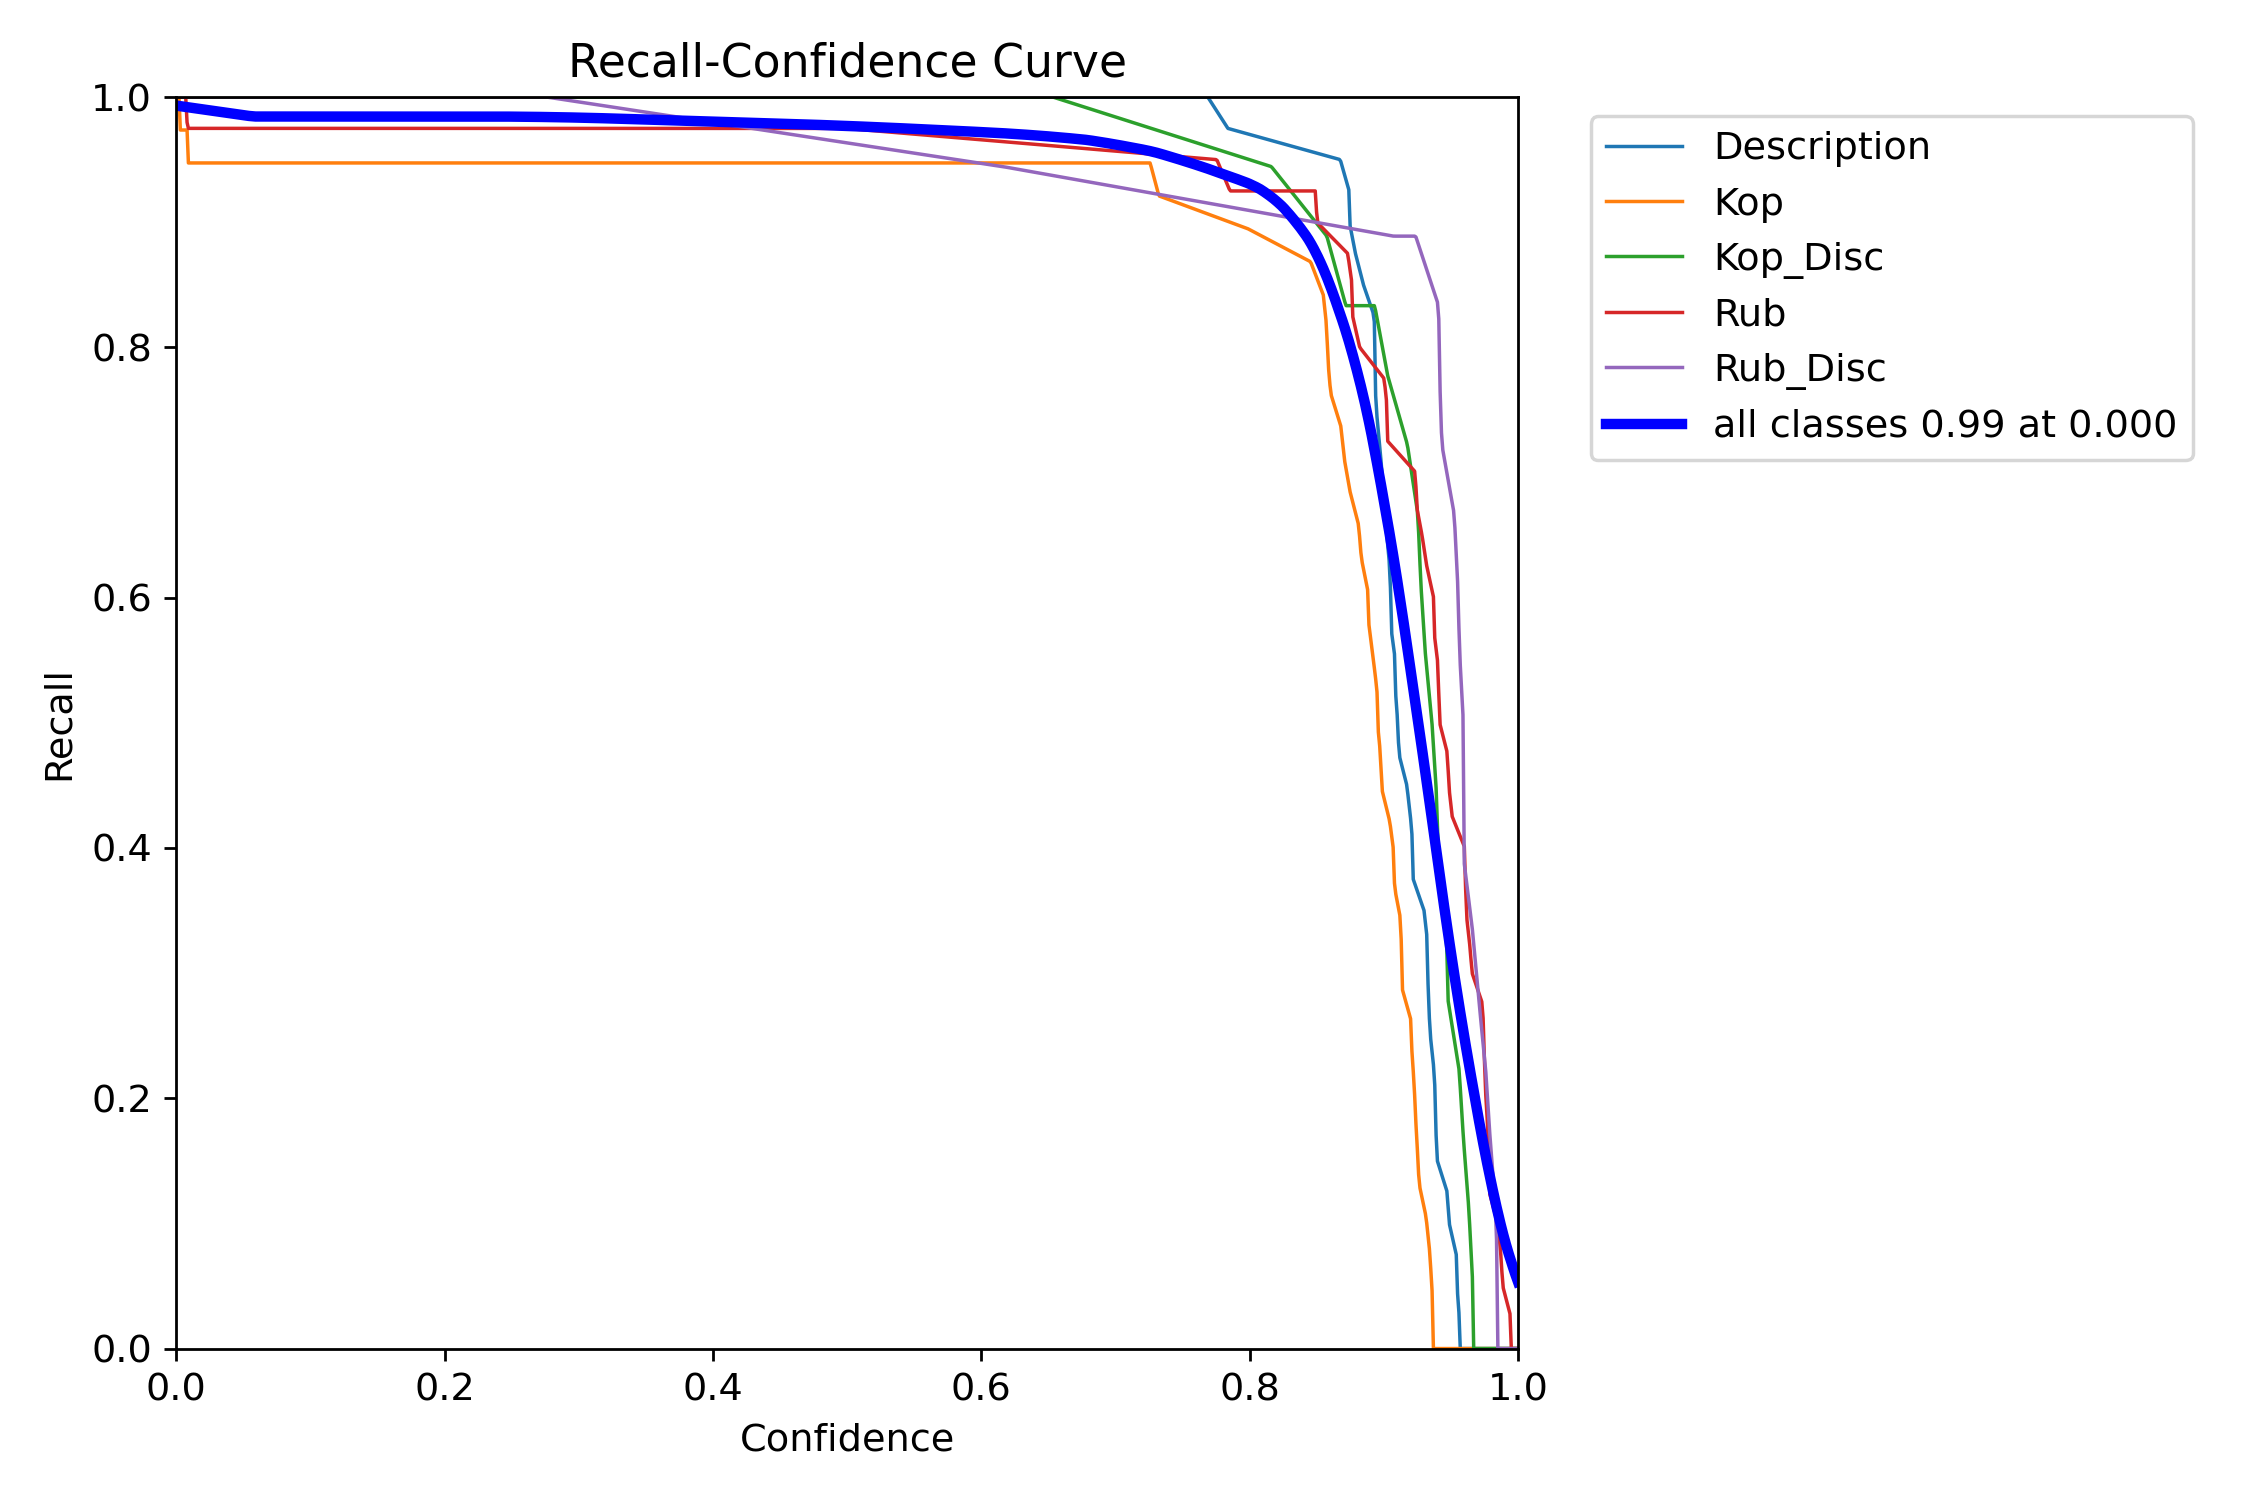 Recall-Confidence Curve
1.0
0.8
0.6
0.4
0.2
0.0
Recall
0.0 0.2 0.4 0.6 0.8 1.0
Confidence
Description
Kop
Kop_Disc
Rub
Rub_Disc
all classes 0.99 at 0.000